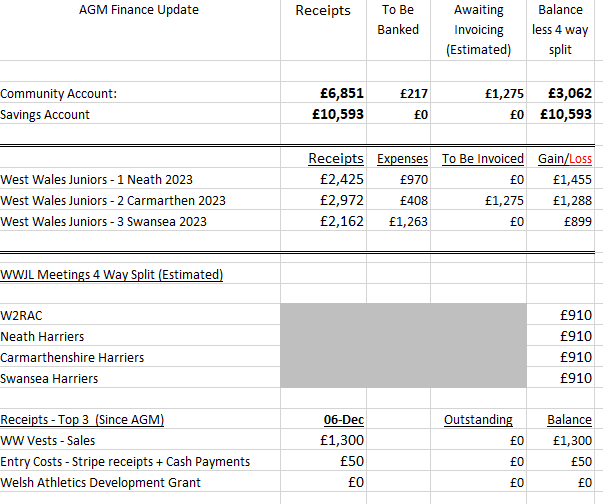 AGM Finance Update Receipts To Be Banked Awaiting Invoicing (Estimated) Balance less 4 way split
Community Account: £6,851 £217 £1,275 £3,062
Savings Account £10,593 £0 £0 £10,593
Receipts Expenses To Be Invoiced Gain/Loss
West Wales Juniors - 1 Neath 2023 £2,425 £970 £0 £1,455
West Wales Juniors - 2 Carmarthen 2023 £2,972 £408 £1,275 £1,288
West Wales Juniors - 3 Swansea 2023 £2,162 £1,263 £0 £899
WWJL Meetings 4 Way Split (Estimated)
W2RAC £910
Neath Harriers £910
Carmarthenshire Harriers £910
Swansea Harriers £910
Receipts - Top 3 (Since AGM) 06-Dec Outstanding Balance
WW Vests - Sales £1,300 £0 £1,300
Entry Costs - Stripe receipts + Cash Payments £50 £0 £50
Welsh Athletics Development Grant £0 £0 £0